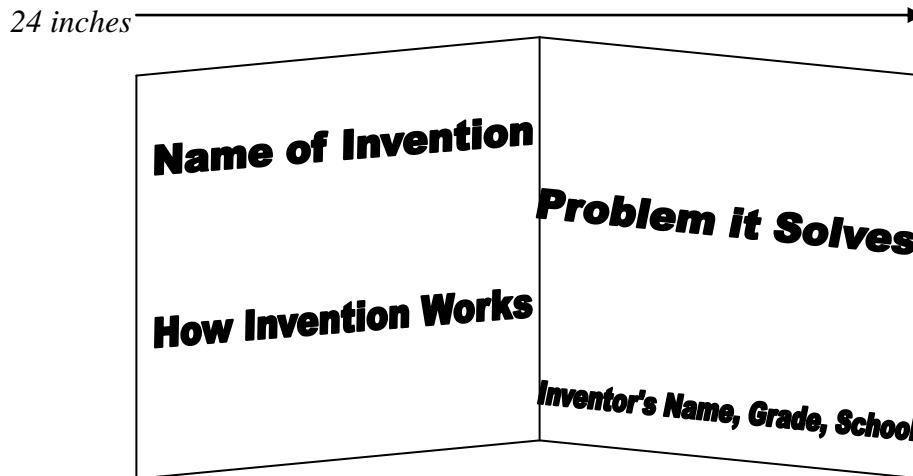 24 inches
Name of Invention
How Invention Works
Problem it Solves
Inventor's Name, Grade, School